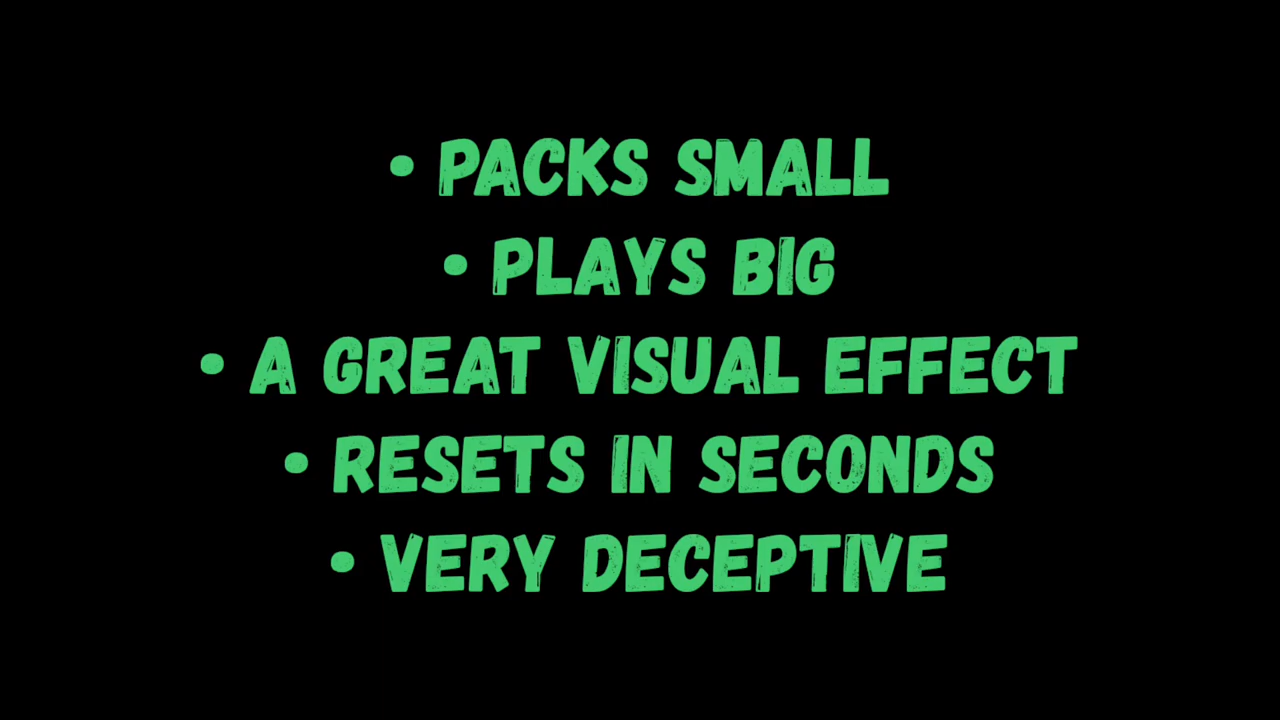 • PACKS SMALL
• PLAYS BIG
• A GREAT VISUAL EFFECT
• RESETS IN SECONDS
• VERY DECEPTIVE